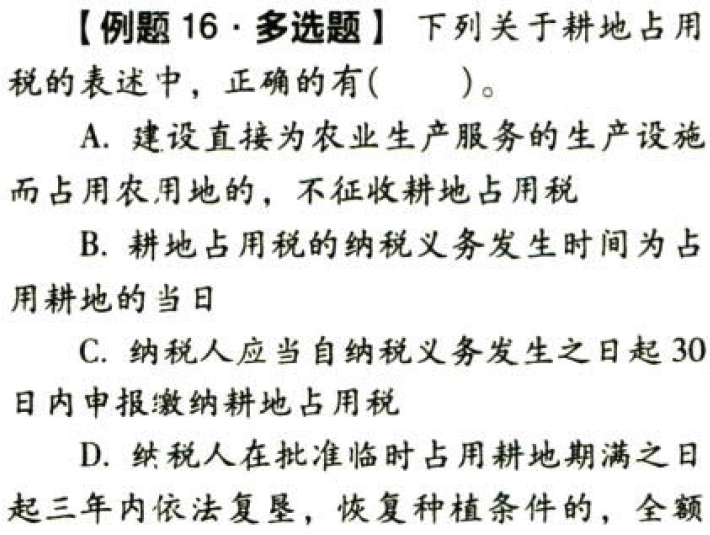 【例题 16·多选题】 下列关于耕地占用
税的表述中，正确的有(  )。
A. 建设直接为农业生产服务的生产设施
而占用农用地的，不征收耕地占用税
B. 耕地占用税的纳税义务发生时间为占
用耕地的当日
C. 纳税人应当自纳税义务发生之日起 30
日内申报缴纳耕地占用税
D. 纳税人在批准临时占用耕地期满之日
起三年内依法复垦，恢复种植条件的，全额